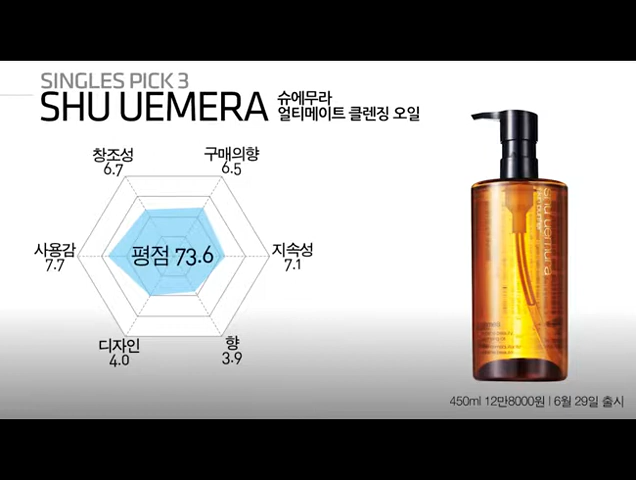 SINGLES PICK 3
SHU UEMERA
슈에무라
얼티메이트 클렌징 오일
창조성
6.7
구매의향
6.5
사용감
7.7
평점 73.6
지속성
7.1
디자인
4.0
향
3.9
shu uemura
450ml 12만8000원 | 6월 29일 출시